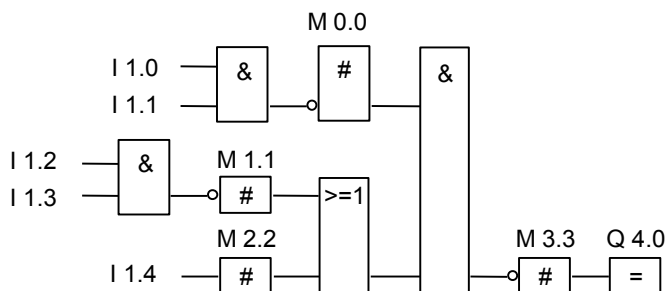 M 0.0
I 1.0 & # &
I 1.1
I 1.2 & M 1.1
I 1.3 # >=1
M 2.2 M 3.3 Q 4.0
I 1.4 # # =